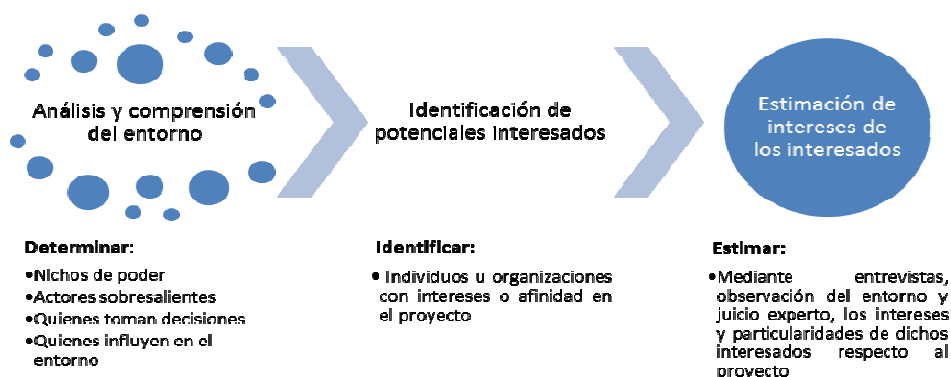 Análisis y comprensión
del entorno
Identificación de
potenciales interesados
Estimación de
intereses de
los interesados
Determinar:
•Nichos de poder
•Actores sobresalientes
•Quienes toman decisiones
•Quienes influyen en el
entorno
Identificar:
• Individuos u organizaciones
con intereses o afinidad en
el proyecto
Estimar:
•Mediante entrevistas,
observación del entorno y
juicio experto, los intereses
y particularidades de dichos
interesados respecto al
proyecto